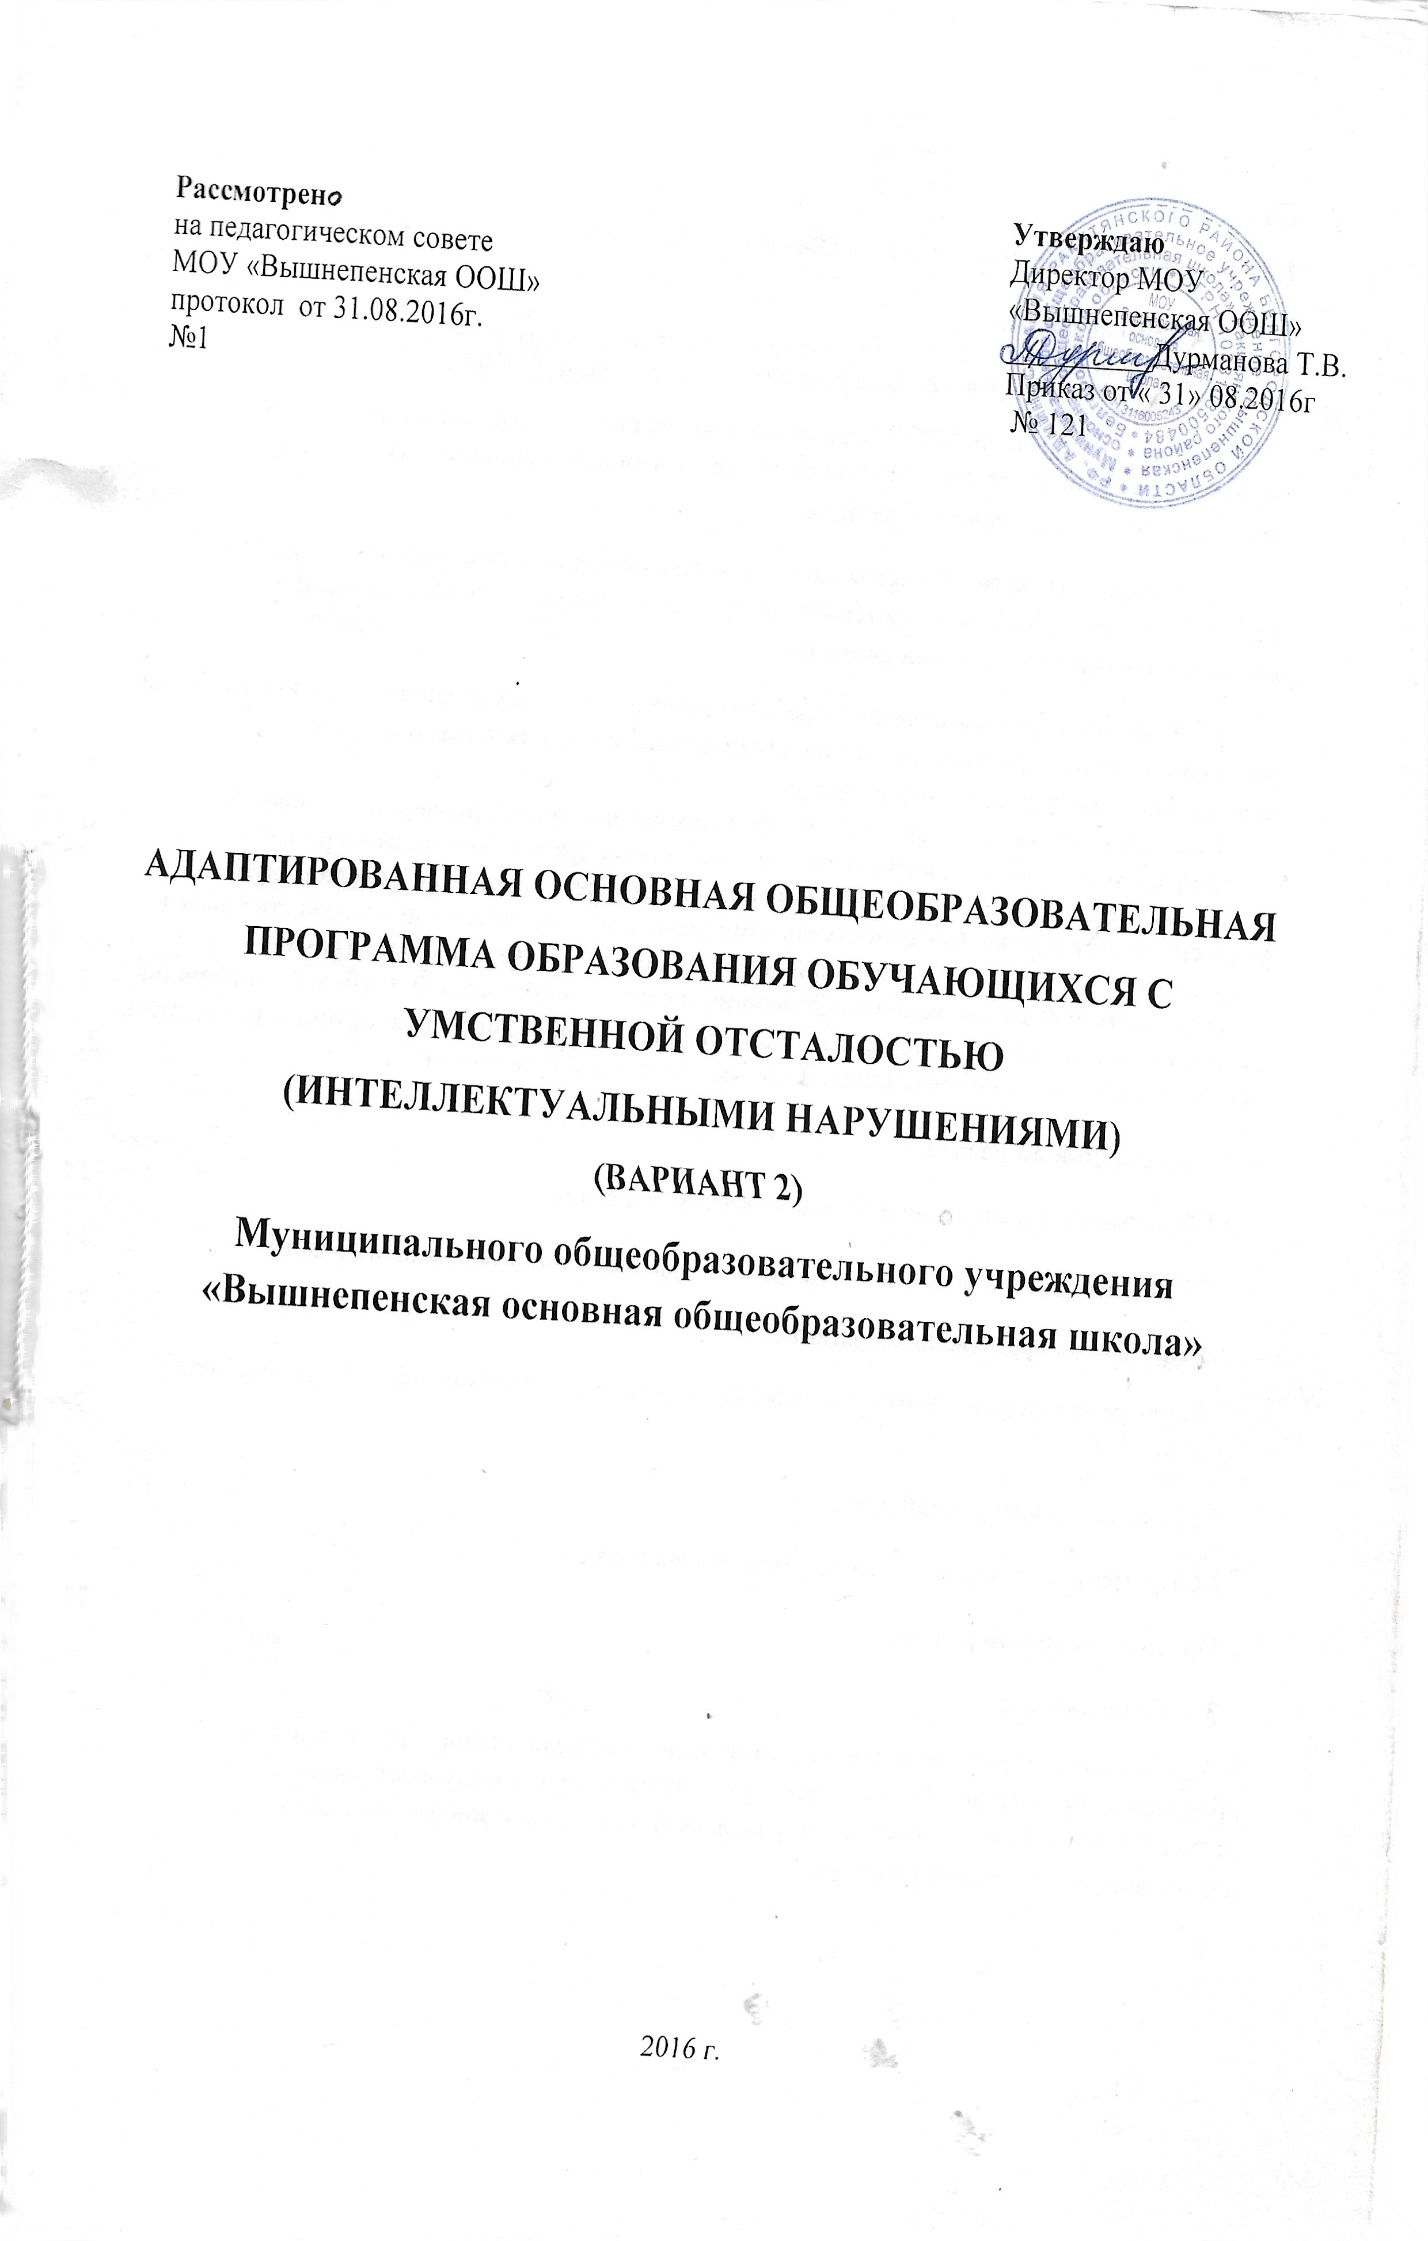 Рассмотрено
на педагогическом совете
МОУ «Вышнепенская ООШ»
протокол от 31.08.2016г.
№1
Утверждаю
Директор МОУ
«Вышнепенская ООШ»
Дурманова Т.В.
Приказ от « 31» 08.2016г
№ 121
АДАПТИРОВАННАЯ ОСНОВНАЯ ОБЩЕОБРАЗОВАТЕЛЬНАЯ
ПРОГРАММА ОБРАЗОВАНИЯ ОБУЧАЮЩИХСЯ С
УМСТВЕННОЙ ОТСТАЛОСТЬЮ
(ИНТЕЛЛЕКТУАЛЬНЫМИ НАРУШЕНИЯМИ)
(ВАРИАНТ 2)
Муниципального общеобразовательного учреждения
«Вышнепенская основная общеобразовательная школа»
2016 г.